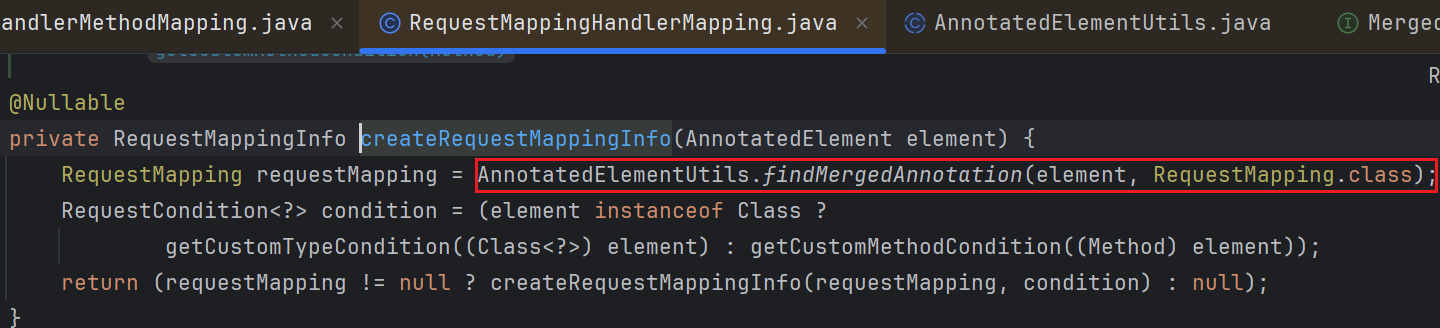 andlerMethodMapping.java × RequestMappingHandlerMapping.java × AnnotatedElementUtils.java Merged
R
@Nullable
private RequestMappingInfo createRequestMappingInfo(AnnotatedElement element) {
RequestMapping requestMapping = AnnotatedElementUtils.findMergedAnnotation(element, RequestMapping.class);
RequestCondition<?> condition = (element instanceof Class ?
getCustomTypeCondition((Class<?>) element) : getCustomMethodCondition((Method) element));
return (requestMapping != null ? createRequestMappingInfo(requestMapping, condition) : null);
}